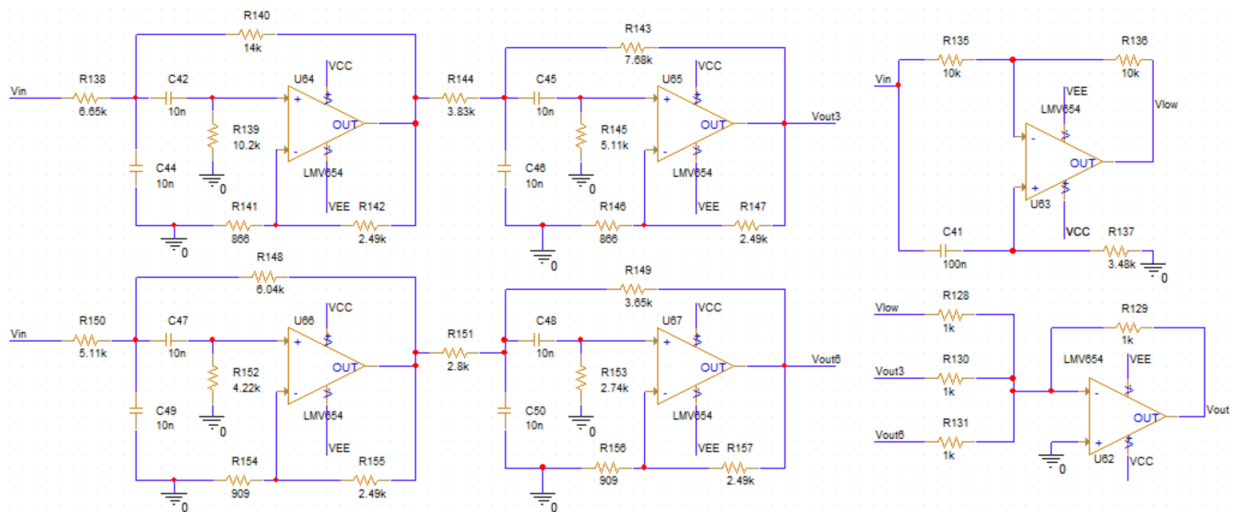 R140
14k
Vin
R138
6.65k
C42
10n
U64
VCC
+
-
OUT
LMV654
VEE
R139
10.2k
0
C44
10n
R141
866
R142
2.49k
0
R143
7.68k
R144
3.83k
C45
10n
U65
VCC
+
-
OUT
LMV654
VEE
Vout3
R145
5.11k
0
C46
10n
R146
866
R147
2.49k
0
Vin
R135
10k
R136
10k
Vlow
VEE
LMV654
-
+
OUT
U63
VCC
C41
100n
R137
3.48k
0
R148
6.04k
Vin
R150
5.11k
C47
10n
U66
VCC
+
-
OUT
LMV654
VEE
R152
4.22k
0
C49
10n
R154
909
R155
2.49k
0
R149
3.65k
R151
2.8k
C48
10n
U67
VCC
+
-
OUT
LMV654
VEE
Vout6
R153
2.74k
0
C50
10n
R156
909
R157
2.49k
0
Vlow
R128
1k
Vout3
R130
1k
Vout6
R131
1k
R129
1k
LMV654
VEE
-
+
OUT
Vout
U62
VCC
0